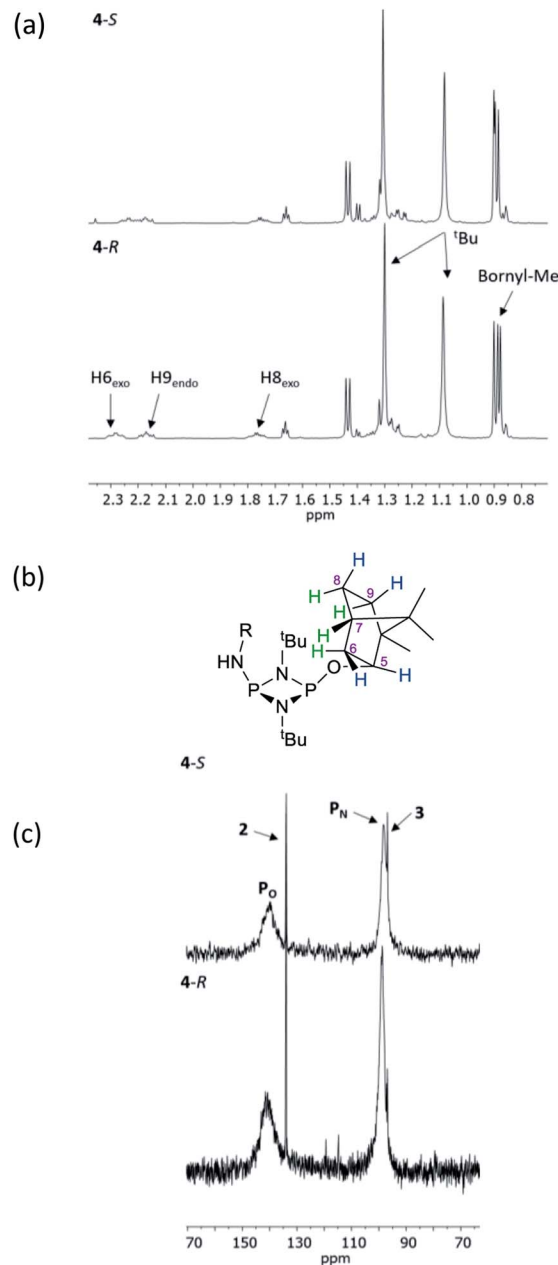 (a)
4-S
4-R
ᵗBu
Bornyl-Me
H6exo
H9endo
H8exo
2.3 2.2 2.1 2.0 1.9 1.8 1.7 1.6 1.5 1.4 1.3 1.2 1.1 1.0 0.9 0.8
ppm
(b)
H
8 H
H 9
R H
ᵗBu 7
HN H
H 6
N O 5
P P H H
N
ᵗBu
4-S
(c)
2 PN 3
PO
4-R
70 150 130 110 90 70
ppm